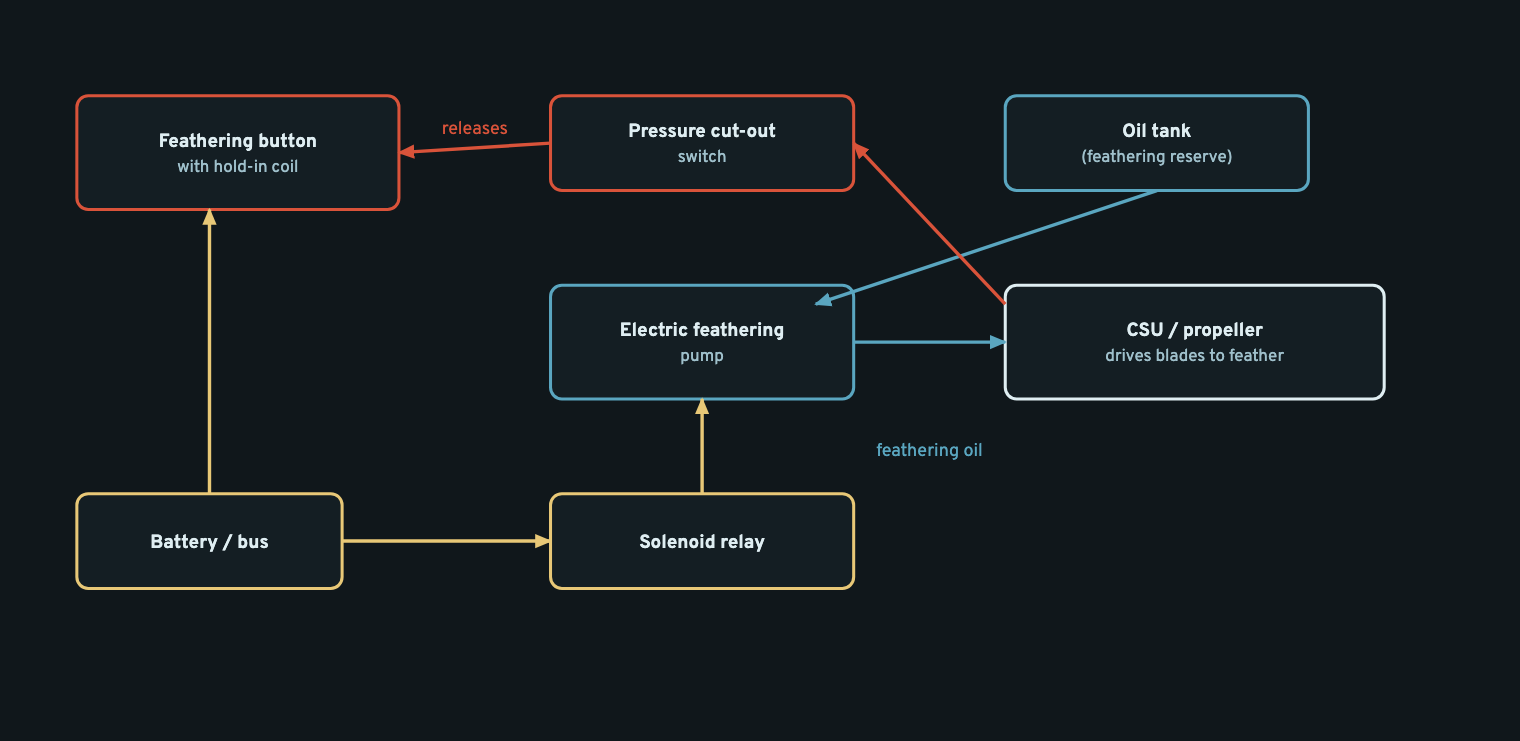 Feathering button
with hold-in coil
releases
Pressure cut-out
switch
Oil tank
(feathering reserve)
Electric feathering
pump
CSU / propeller
drives blades to feather
feathering oil
Battery / bus
Solenoid relay